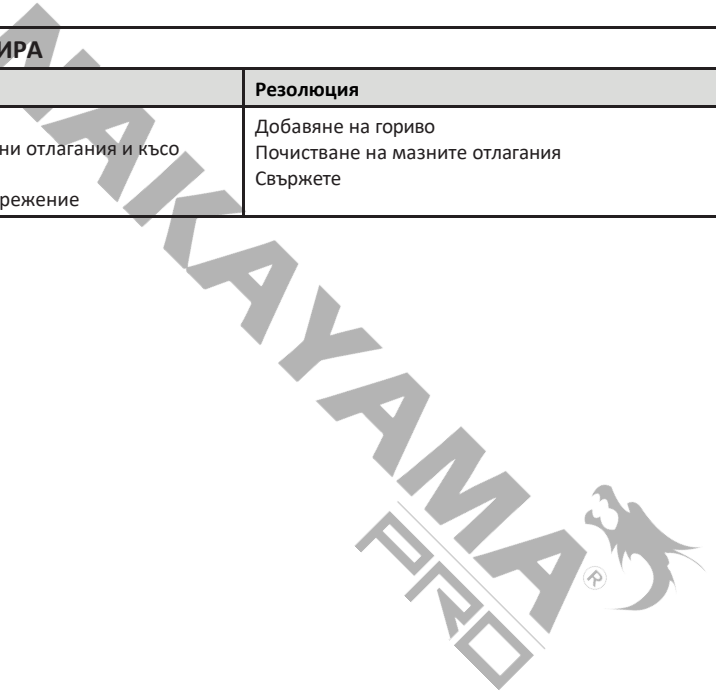 ИРА
Резолюция
ни отлагания и късо
режение
Добавяне на гориво
Почистване на мазните отлагания
Свържете
NAKAYAMA
PRO
®